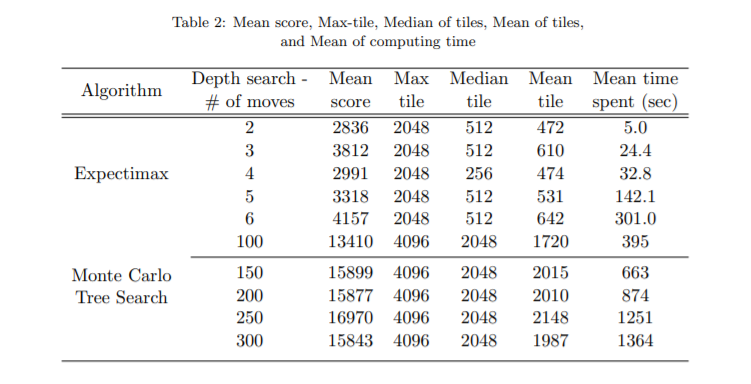 Table 2: Mean score, Max-tile, Median of tiles, Mean of tiles,
and Mean of computing time
Algorithm Depth search - # of moves Mean score Max tile Median tile Mean tile Mean time spent (sec)
2 2836 2048 512 472 5.0
3 3812 2048 512 610 24.4
Expectimax 4 2991 2048 256 474 32.8
5 3318 2048 512 531 142.1
6 4157 2048 512 642 301.0
100 13410 4096 2048 1720 395
Monte Carlo Tree Search 150 15899 4096 2048 2015 663
200 15877 4096 2048 2010 874
250 16970 4096 2048 2148 1251
300 15843 4096 2048 1987 1364